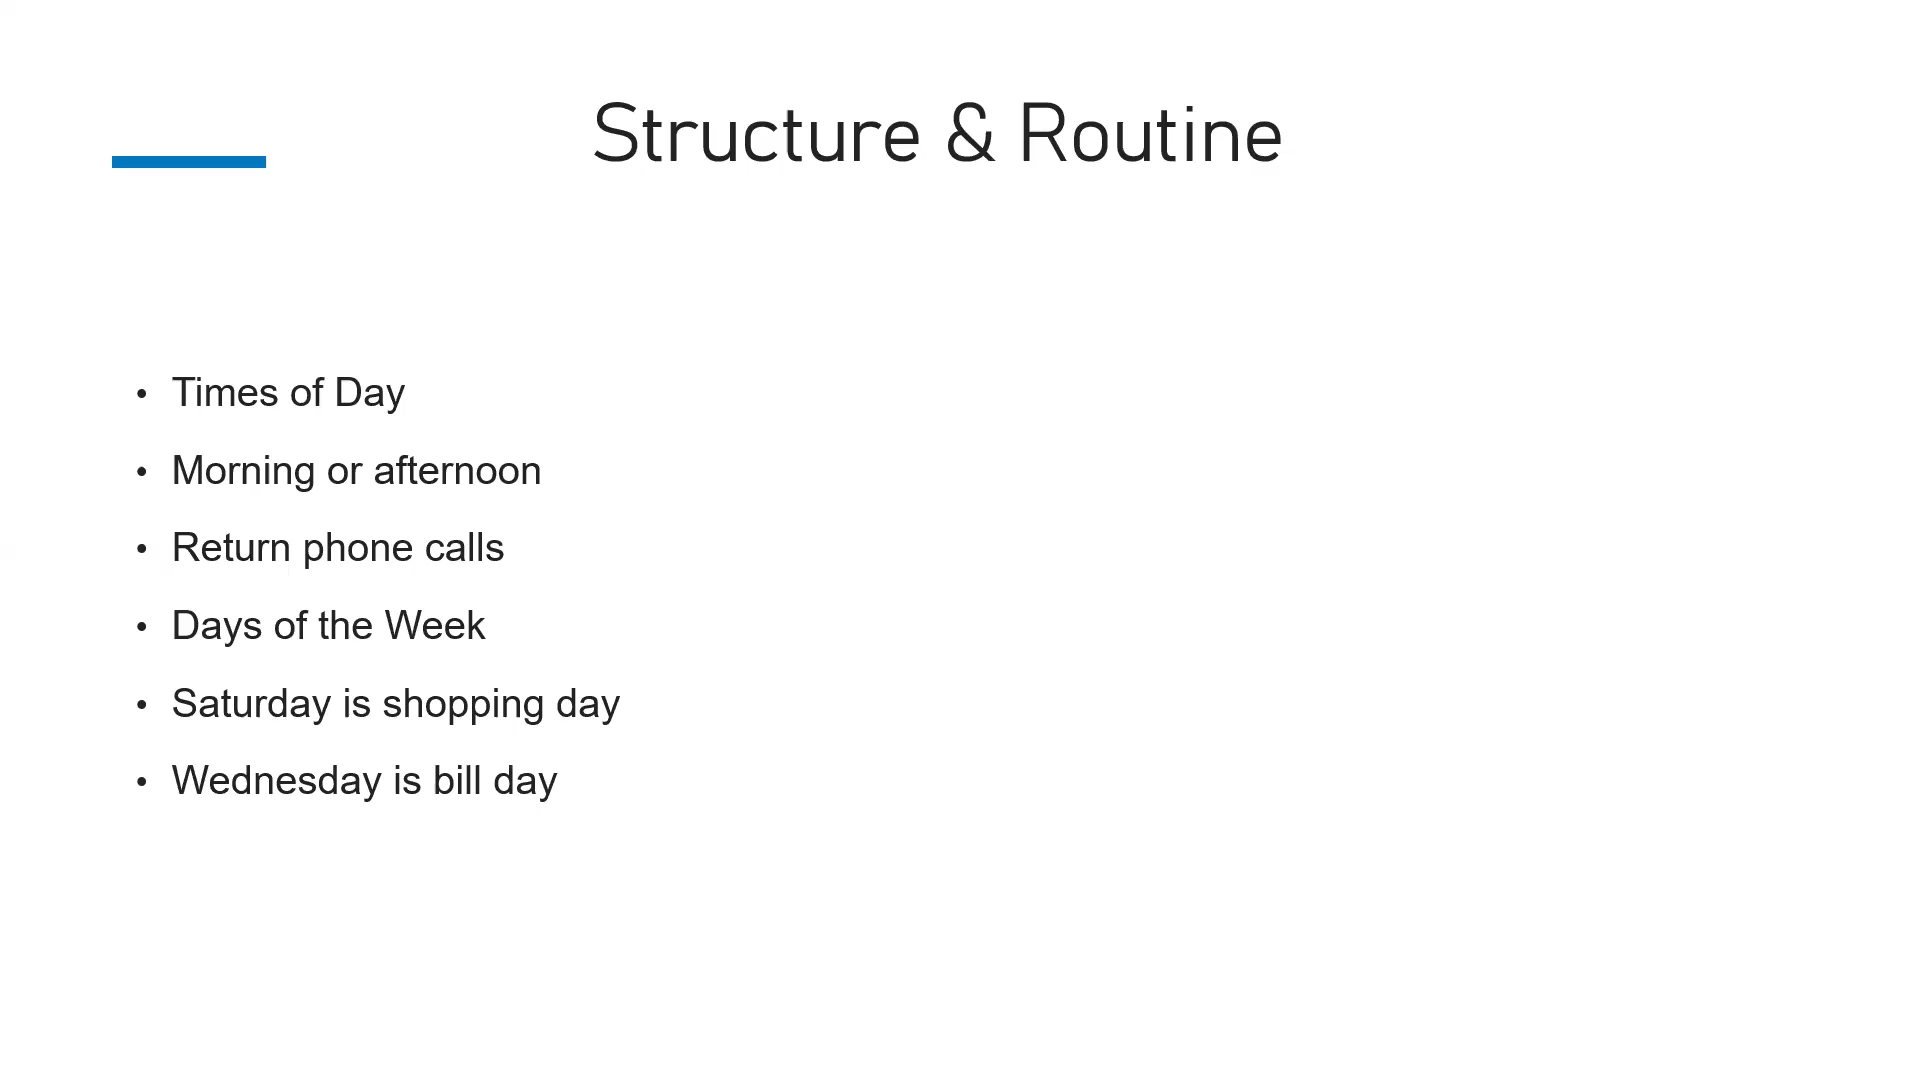 Structure & Routine
• Times of Day
• Morning or afternoon
• Return phone calls
• Days of the Week
• Saturday is shopping day
• Wednesday is bill day